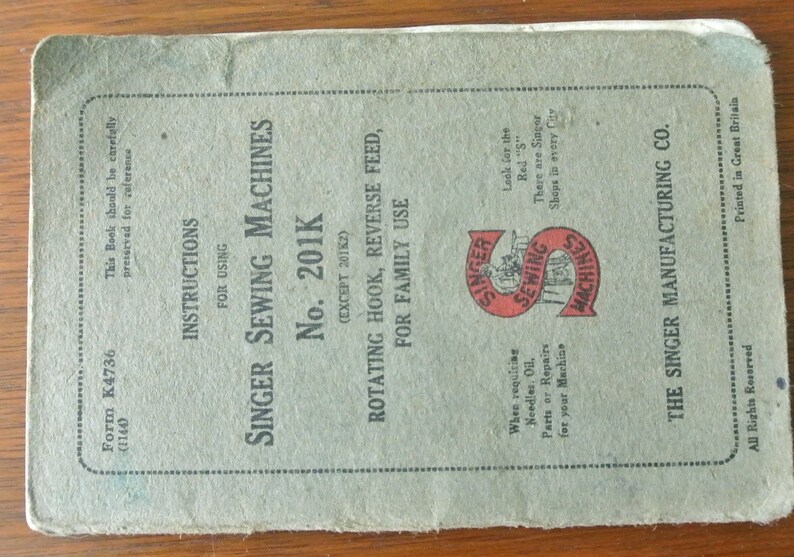 Form K4736
(1144)
This Book should be carefully
preserved for reference
INSTRUCTIONS
FOR USING
SINGER SEWING MACHINES
No. 201K
(EXCEPT 201K2)
ROTATING HOOK, REVERSE FEED,
FOR FAMILY USE
When requiring
Needles, Oil,
Parts or Repairs
for your Machine
SINGER
SEWING
MACHINES
Look for the
Red "S"
There are Singer
Shops in every City
THE SINGER MANUFACTURING CO.
All Rights Reserved
Printed in Great Britain